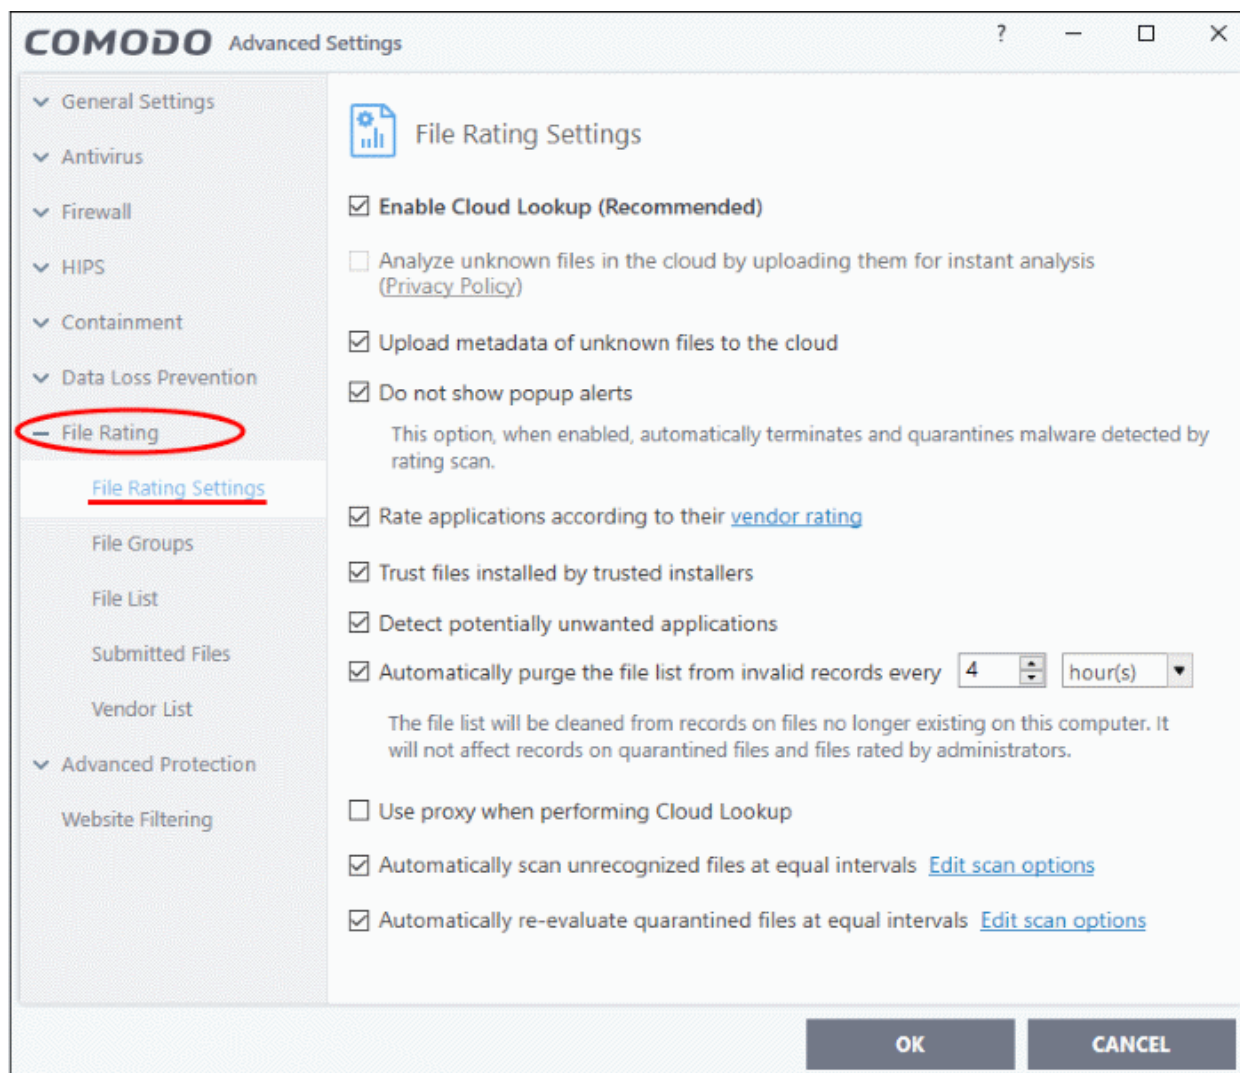 COMODO Advanced Settings
?
General Settings
Antivirus
Firewall
HIPS
Containment
Data Loss Prevention
File Rating
File Rating Settings
File Groups
File List
Submitted Files
Vendor List
Advanced Protection
Website Filtering
File Rating Settings
Enable Cloud Lookup (Recommended)
Analyze unknown files in the cloud by uploading them for instant analysis
(Privacy Policy)
Upload metadata of unknown files to the cloud
Do not show popup alerts
This option, when enabled, automatically terminates and quarantines malware detected by
rating scan.
Rate applications according to their vendor rating
Trust files installed by trusted installers
Detect potentially unwanted applications
Automatically purge the file list from invalid records every 4 hour(s)
The file list will be cleaned from records on files no longer existing on this computer. It
will not affect records on quarantined files and files rated by administrators.
Use proxy when performing Cloud Lookup
Automatically scan unrecognized files at equal intervals Edit scan options
Automatically re-evaluate quarantined files at equal intervals Edit scan options
OK CANCEL